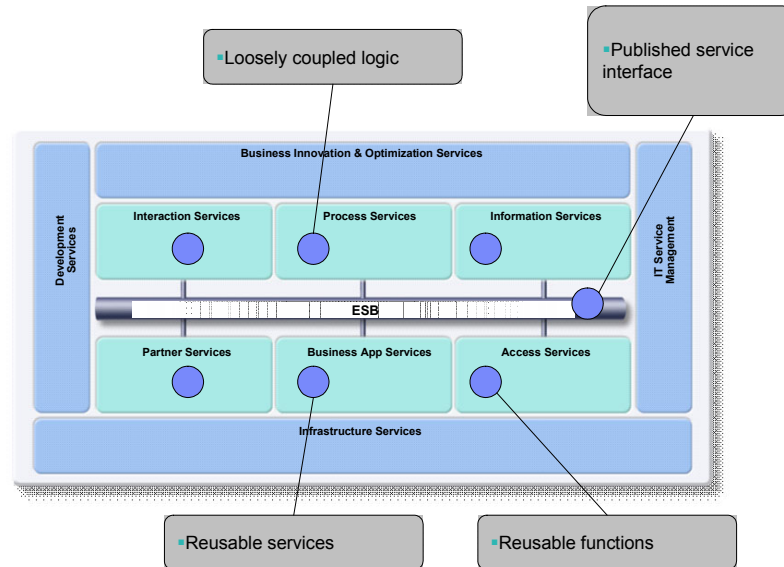 ▪Loosely coupled logic
▪Published service
interface
Business Innovation & Optimization Services
Development
Services
Interaction Services
Process Services
Information Services
IT Service
Management
ESB
Partner Services
Business App Services
Access Services
Infrastructure Services
▪Reusable services
▪Reusable functions